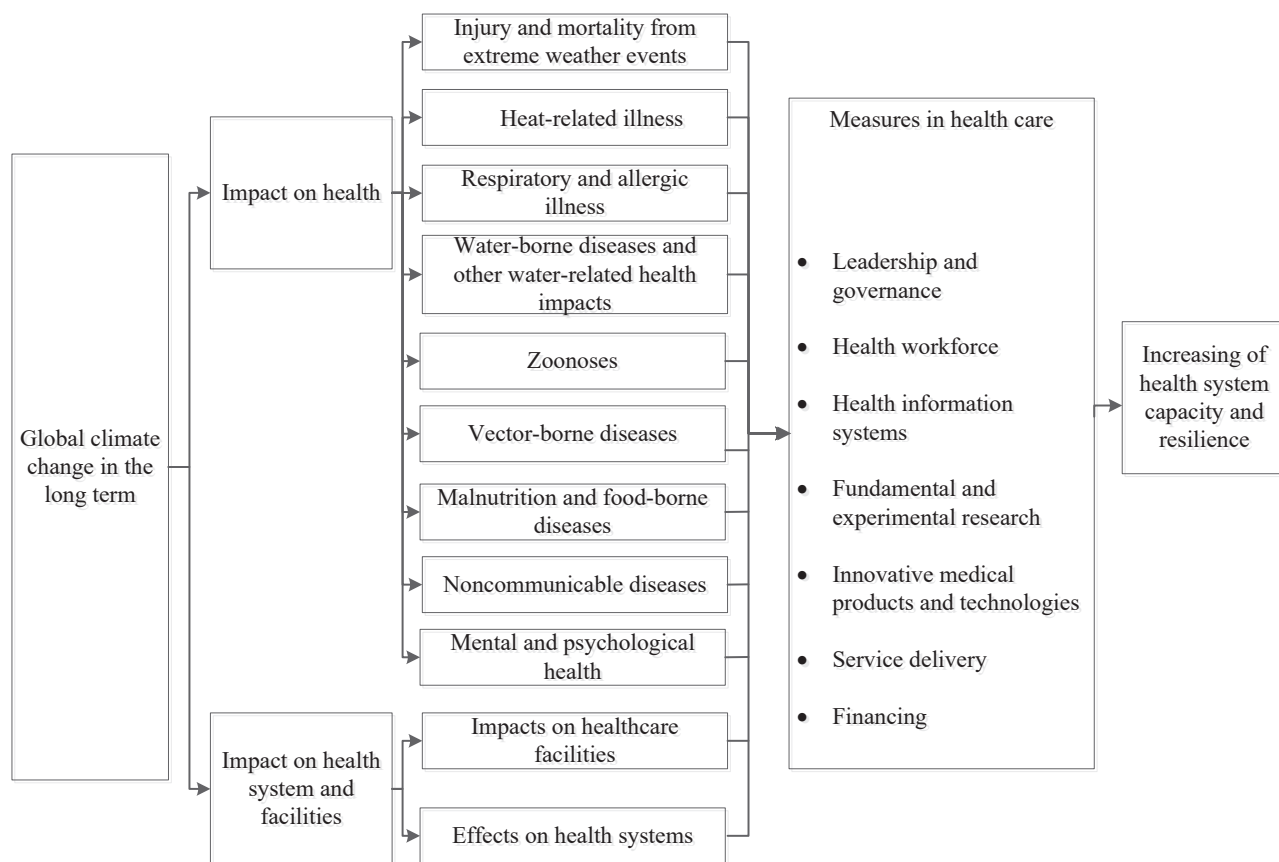 Global climate
change in the
long term
Impact on health
Impact on health
system and
facilities
Injury and mortality from
extreme weather events
Heat-related illness
Respiratory and allergic
illness
Water-borne diseases and
other water-related health
impacts
Zoonoses
Vector-borne diseases
Malnutrition and food-borne
diseases
Noncommunicable diseases
Mental and psychological
health
Impacts on healthcare
facilities
Effects on health systems
Measures in health care
• Leadership and
governance
• Health workforce
• Health information
systems
• Fundamental and
experimental research
• Innovative medical
products and technologies
• Service delivery
• Financing
Increasing of
health system
capacity and
resilience